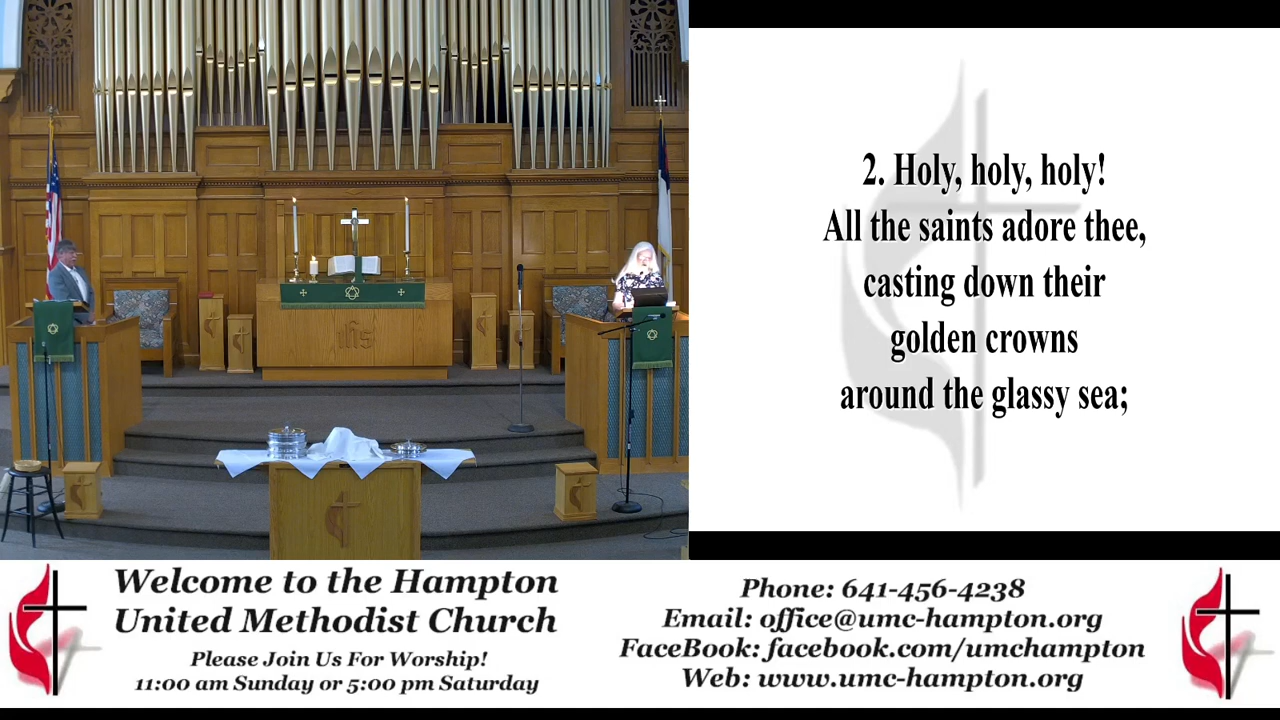 ihs
2. Holy, holy, holy!
All the saints adore thee,
casting down their
golden crowns
around the glassy sea;
Welcome to the Hampton
United Methodist Church
Please Join Us For Worship!
11:00 am Sunday or 5:00 pm Saturday
Phone: 641-456-4238
Email: office@umc-hampton.org
FaceBook: facebook.com/umchampton
Web: www.umc-hampton.org